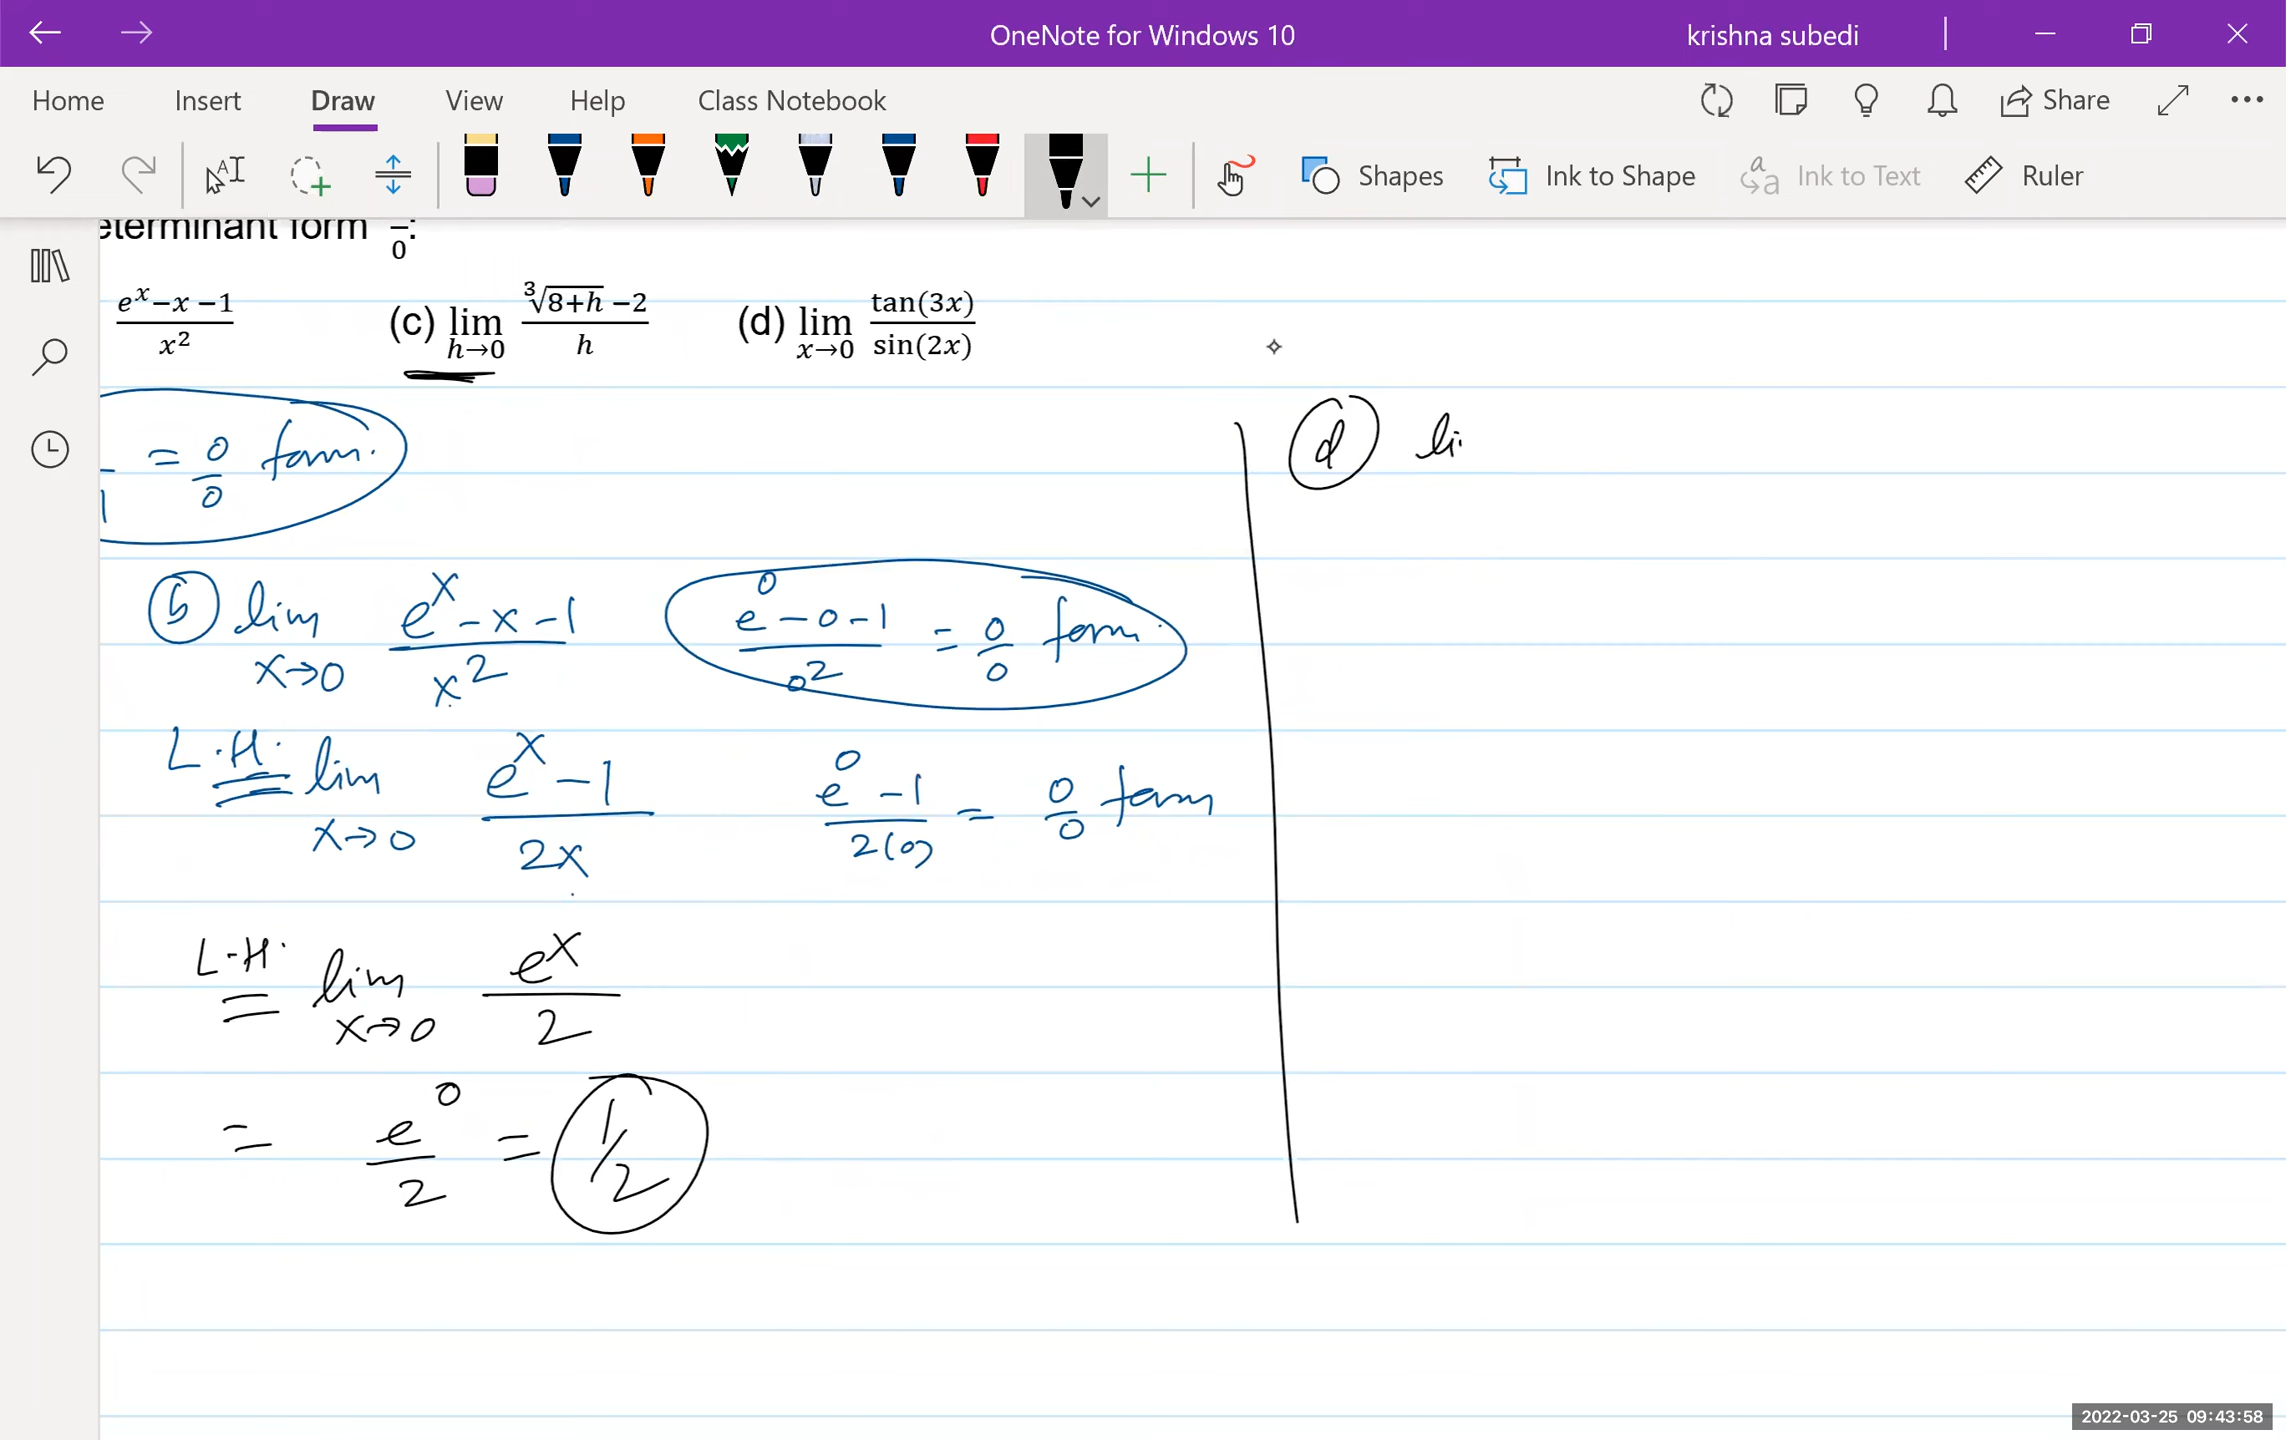 OneNote for Windows 10
krishna subedi
Home Insert Draw View Help Class Notebook Share
Shapes Ink to Shape Ink to Text Ruler
eterminant form —/0:
(e^x−x −1)/x^2 (c) lim h→0 (∛(8+h) −2)/h (d) lim x→0 tan(3x)/sin(2x)
= 0/0 form.
1
(d) li
(b) lim x→0 (e^x - x - 1)/x^2 (e^0 - 0 - 1)/0^2 = 0/0 form.
L.H. = lim x→0 (e^x - 1)/2x (e^0 - 1)/2(0) = 0/0 form
L.H. = lim x→0 e^x/2
= e^0/2 = 1/2
2022-03-25 09:43:58